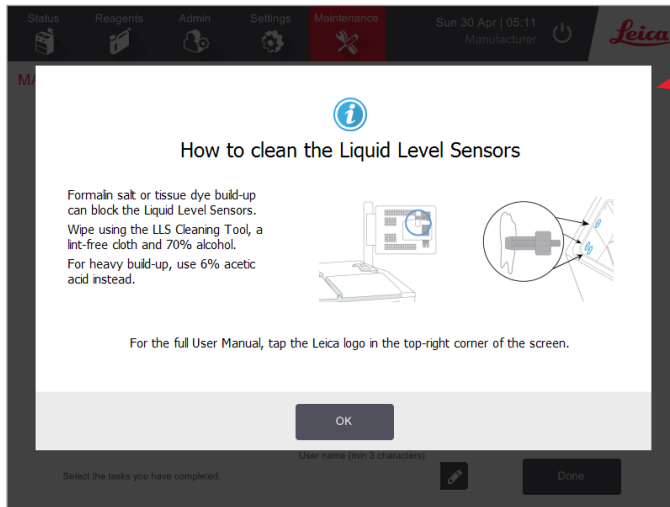 Status Reagents Admin Settings Maintenance Sun 30 Apr | 05:11
Manufacturer
Leica
MA
i
How to clean the Liquid Level Sensors
Formalin salt or tissue dye build-up
can block the Liquid Level Sensors.
Wipe using the LLS Cleaning Tool, a
lint-free cloth and 70% alcohol.
For heavy build-up, use 6% acetic
acid instead.
For the full User Manual, tap the Leica logo in the top-right corner of the screen.
OK
User name (min 3 characters)
Select the tasks you have completed.
Done